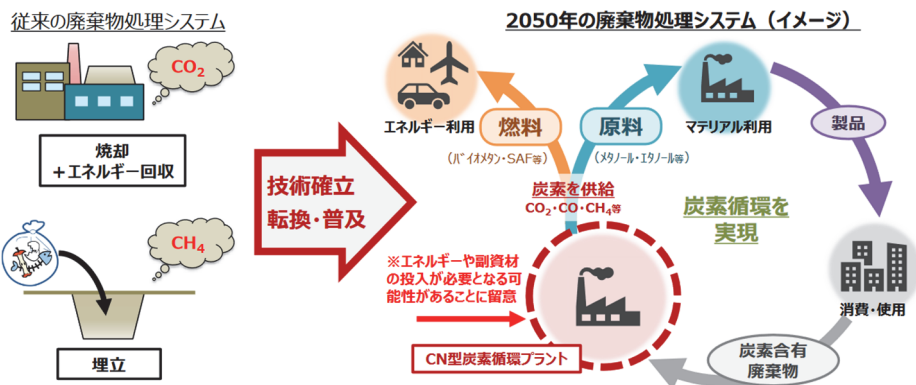 従来の廃棄物処理システム
CO2
焼却
＋エネルギー回収
CH4
埋立
技術確立
転換・普及
2050年の廃棄物処理システム（イメージ）
エネルギー利用
燃料
（バイオメタン・SAF等）
原料
（メタノール・エタノール等）
マテリアル利用
製品
炭素を供給
CO2・CO・CH4等
炭素循環を
実現
※エネルギーや副資材
の投入が必要となる可
能性があることに留意
CN型炭素循環プラント
消費・使用
炭素含有
廃棄物